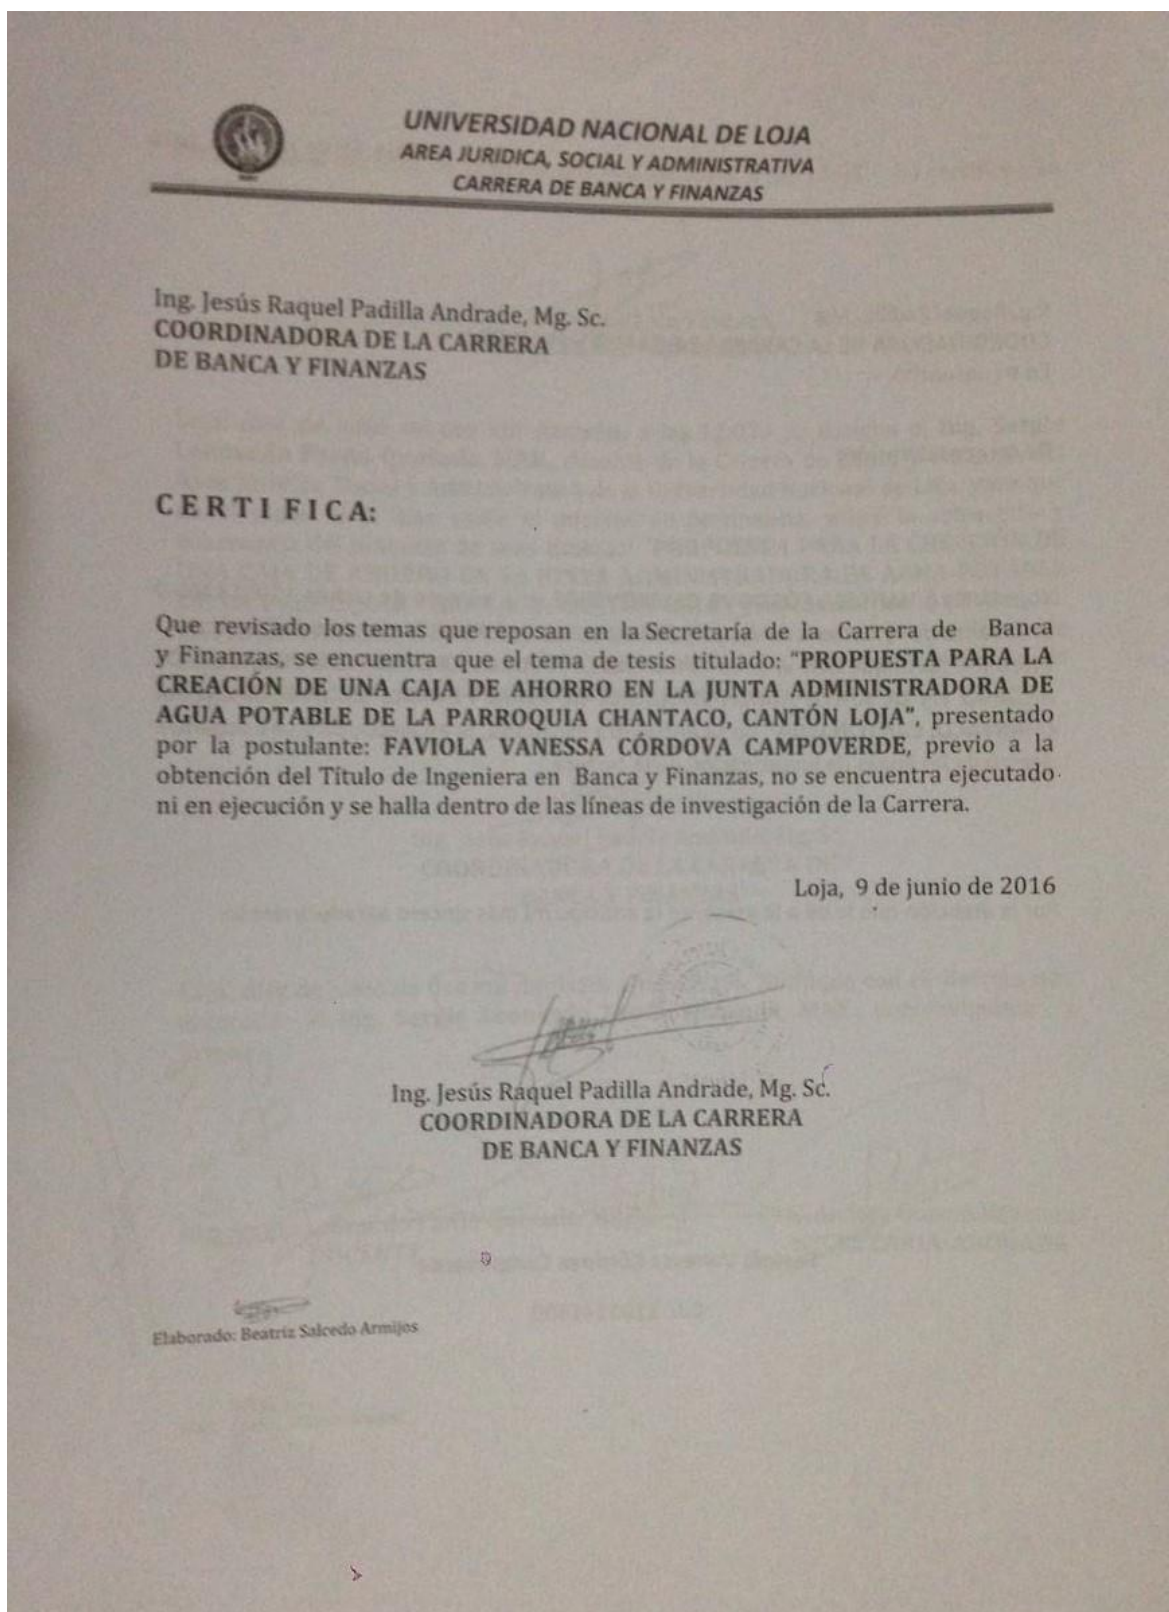 UNIVERSIDAD NACIONAL DE LOJA
AREA JURIDICA, SOCIAL Y ADMINISTRATIVA
CARRERA DE BANCA Y FINANZAS
Ing. Jesús Raquel Padilla Andrade, Mg. Sc.
COORDINADORA DE LA CARRERA
DE BANCA Y FINANZAS
C E R T I F I C A:
Que revisado los temas que reposan en la Secretaría de la Carrera de Banca
y Finanzas, se encuentra que el tema de tesis titulado: "PROPUESTA PARA LA
CREACIÓN DE UNA CAJA DE AHORRO EN LA JUNTA ADMINISTRADORA DE
AGUA POTABLE DE LA PARROQUIA CHANTACO, CANTÓN LOJA", presentado
por la postulante: FAVIOLA VANESSA CÓRDOVA CAMPOVERDE, previo a la
obtención del Título de Ingeniera en Banca y Finanzas, no se encuentra ejecutado
ni en ejecución y se halla dentro de las líneas de investigación de la Carrera.
Loja, 9 de junio de 2016
Ing. Jesús Raquel Padilla Andrade, Mg. Sc.
COORDINADORA DE LA CARRERA
DE BANCA Y FINANZAS
Elaborado: Beatriz Salcedo Armijos